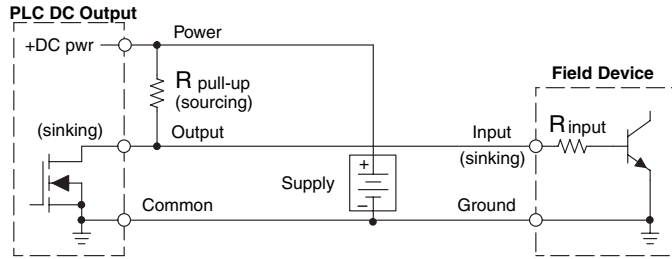 PLC DC Output
+DC pwr
Power
R pull-up
(sourcing)
Field Device
(sinking)
Output
Input
(sinking)
R input
Supply
+
–
Common
Ground